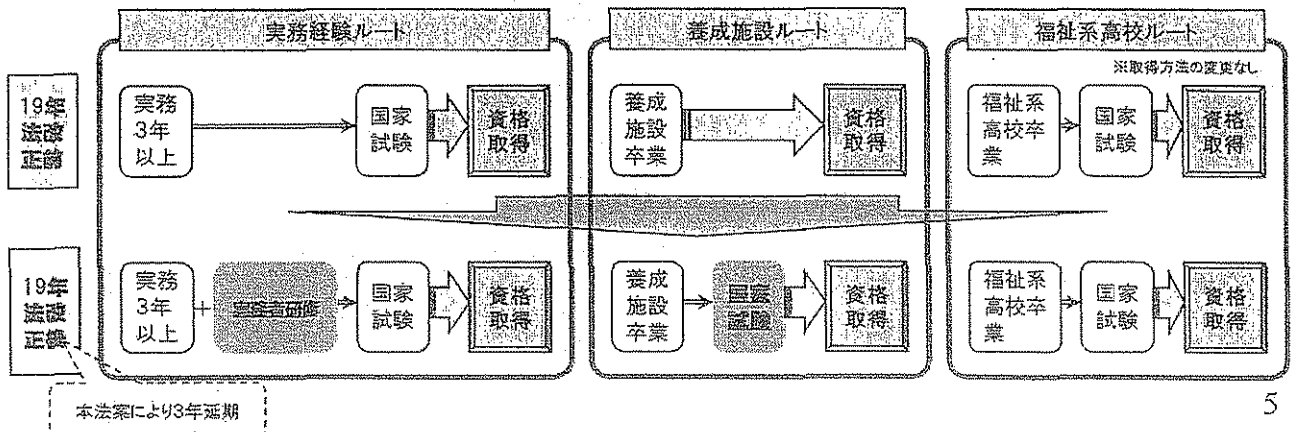 実務経験ルート
養成施設ルート
福祉系高校ルート
※取得方法の変更なし
19年
法改
実務
3年
以上
国家
試験
資格
取得
養成
施設
卒業
資格
取得
福祉系
高校卒
業
国家
試験
資格
取得
19年
法改
実務
3年
以上
+
実務者研修
国家
試験
資格
取得
養成
施設
卒業
国家
試験
資格
取得
福祉系
高校卒
業
国家
試験
資格
取得
本法案により3年延期
5